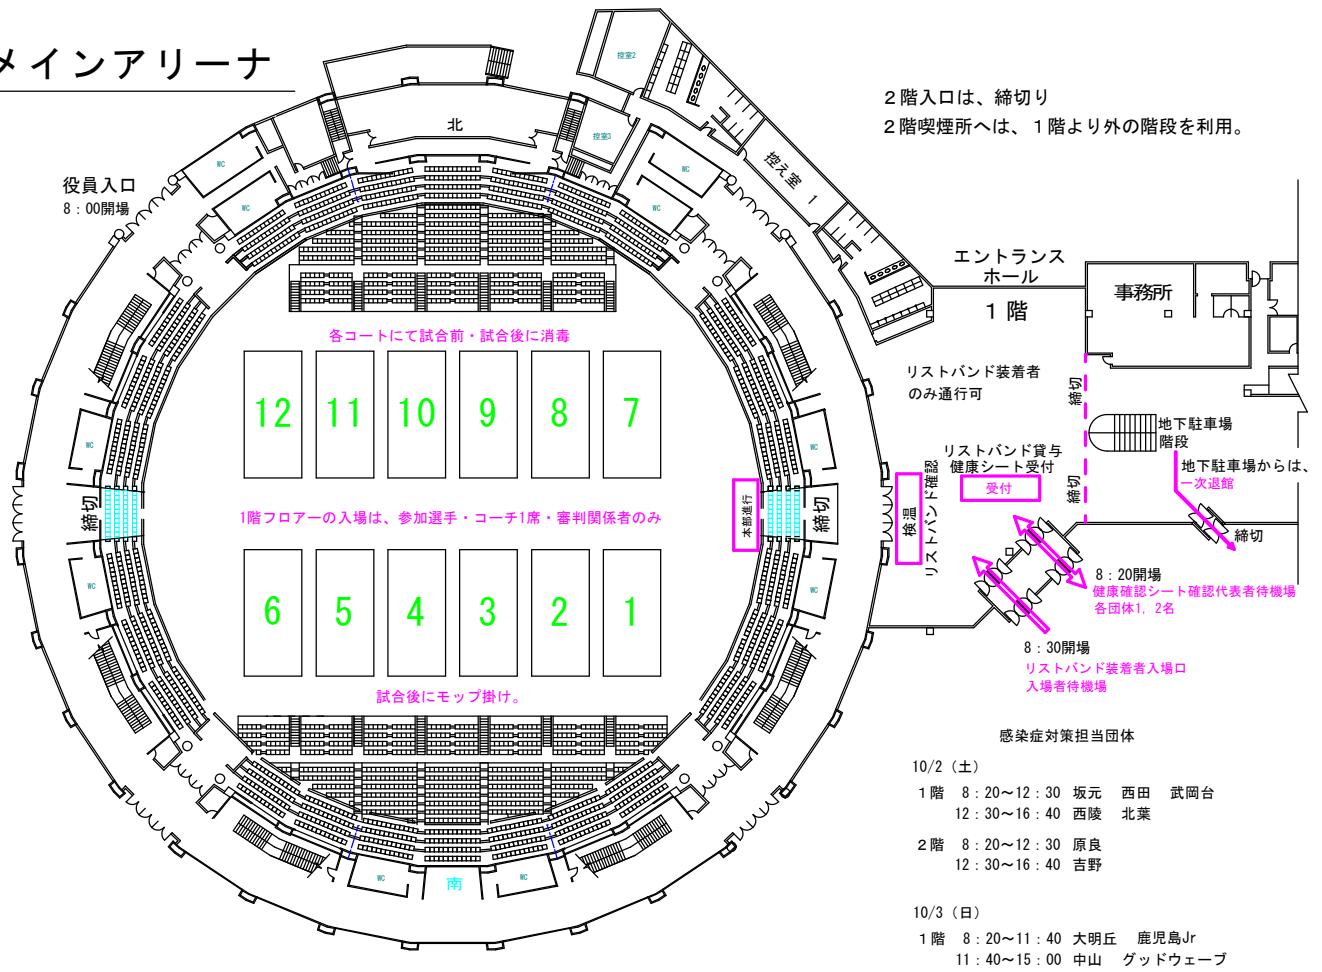 メインアリーナ
２階入口は、締切り
２階喫煙所へは、１階より外の階段を利用。
役員入口
8：00開場
北
控室2
控室3
控え室 1
WC
WC
WC
WC
エントランス
ホール
１階
事務所
各コートにて試合前・試合後に消毒
リストバンド装着者
のみ通行可
締切
12 11 10 9 8 7
地下駐車場
階段
WC
WC
リストバンド貸与
健康シート受付
受付
締切
地下駐車場からは、
一次退館
締切
締切
1階フロアーの入場は、参加選手・コーチ1席・審判関係者のみ
本部進行
締切
検温
リストバンド確認
8：20開場
健康確認シート確認代表者待機場
各団体1，2名
WC
WC
6 5 4 3 2 1
8：30開場
リストバンド装着者入場口
入場者待機場
試合後にモップ掛け。
WC
南
WC
感染症対策担当団体
10/2（土）
１階 8：20～12：30 坂元 西田 武岡台
12：30～16：40 西陵 北葉
２階 8：20～12：30 原良
12：30～16：40 吉野
10/3（日）
１階 8：20～11：40 大明丘 鹿児島Jr
11：40～15：00 中山 グッドウェーブ